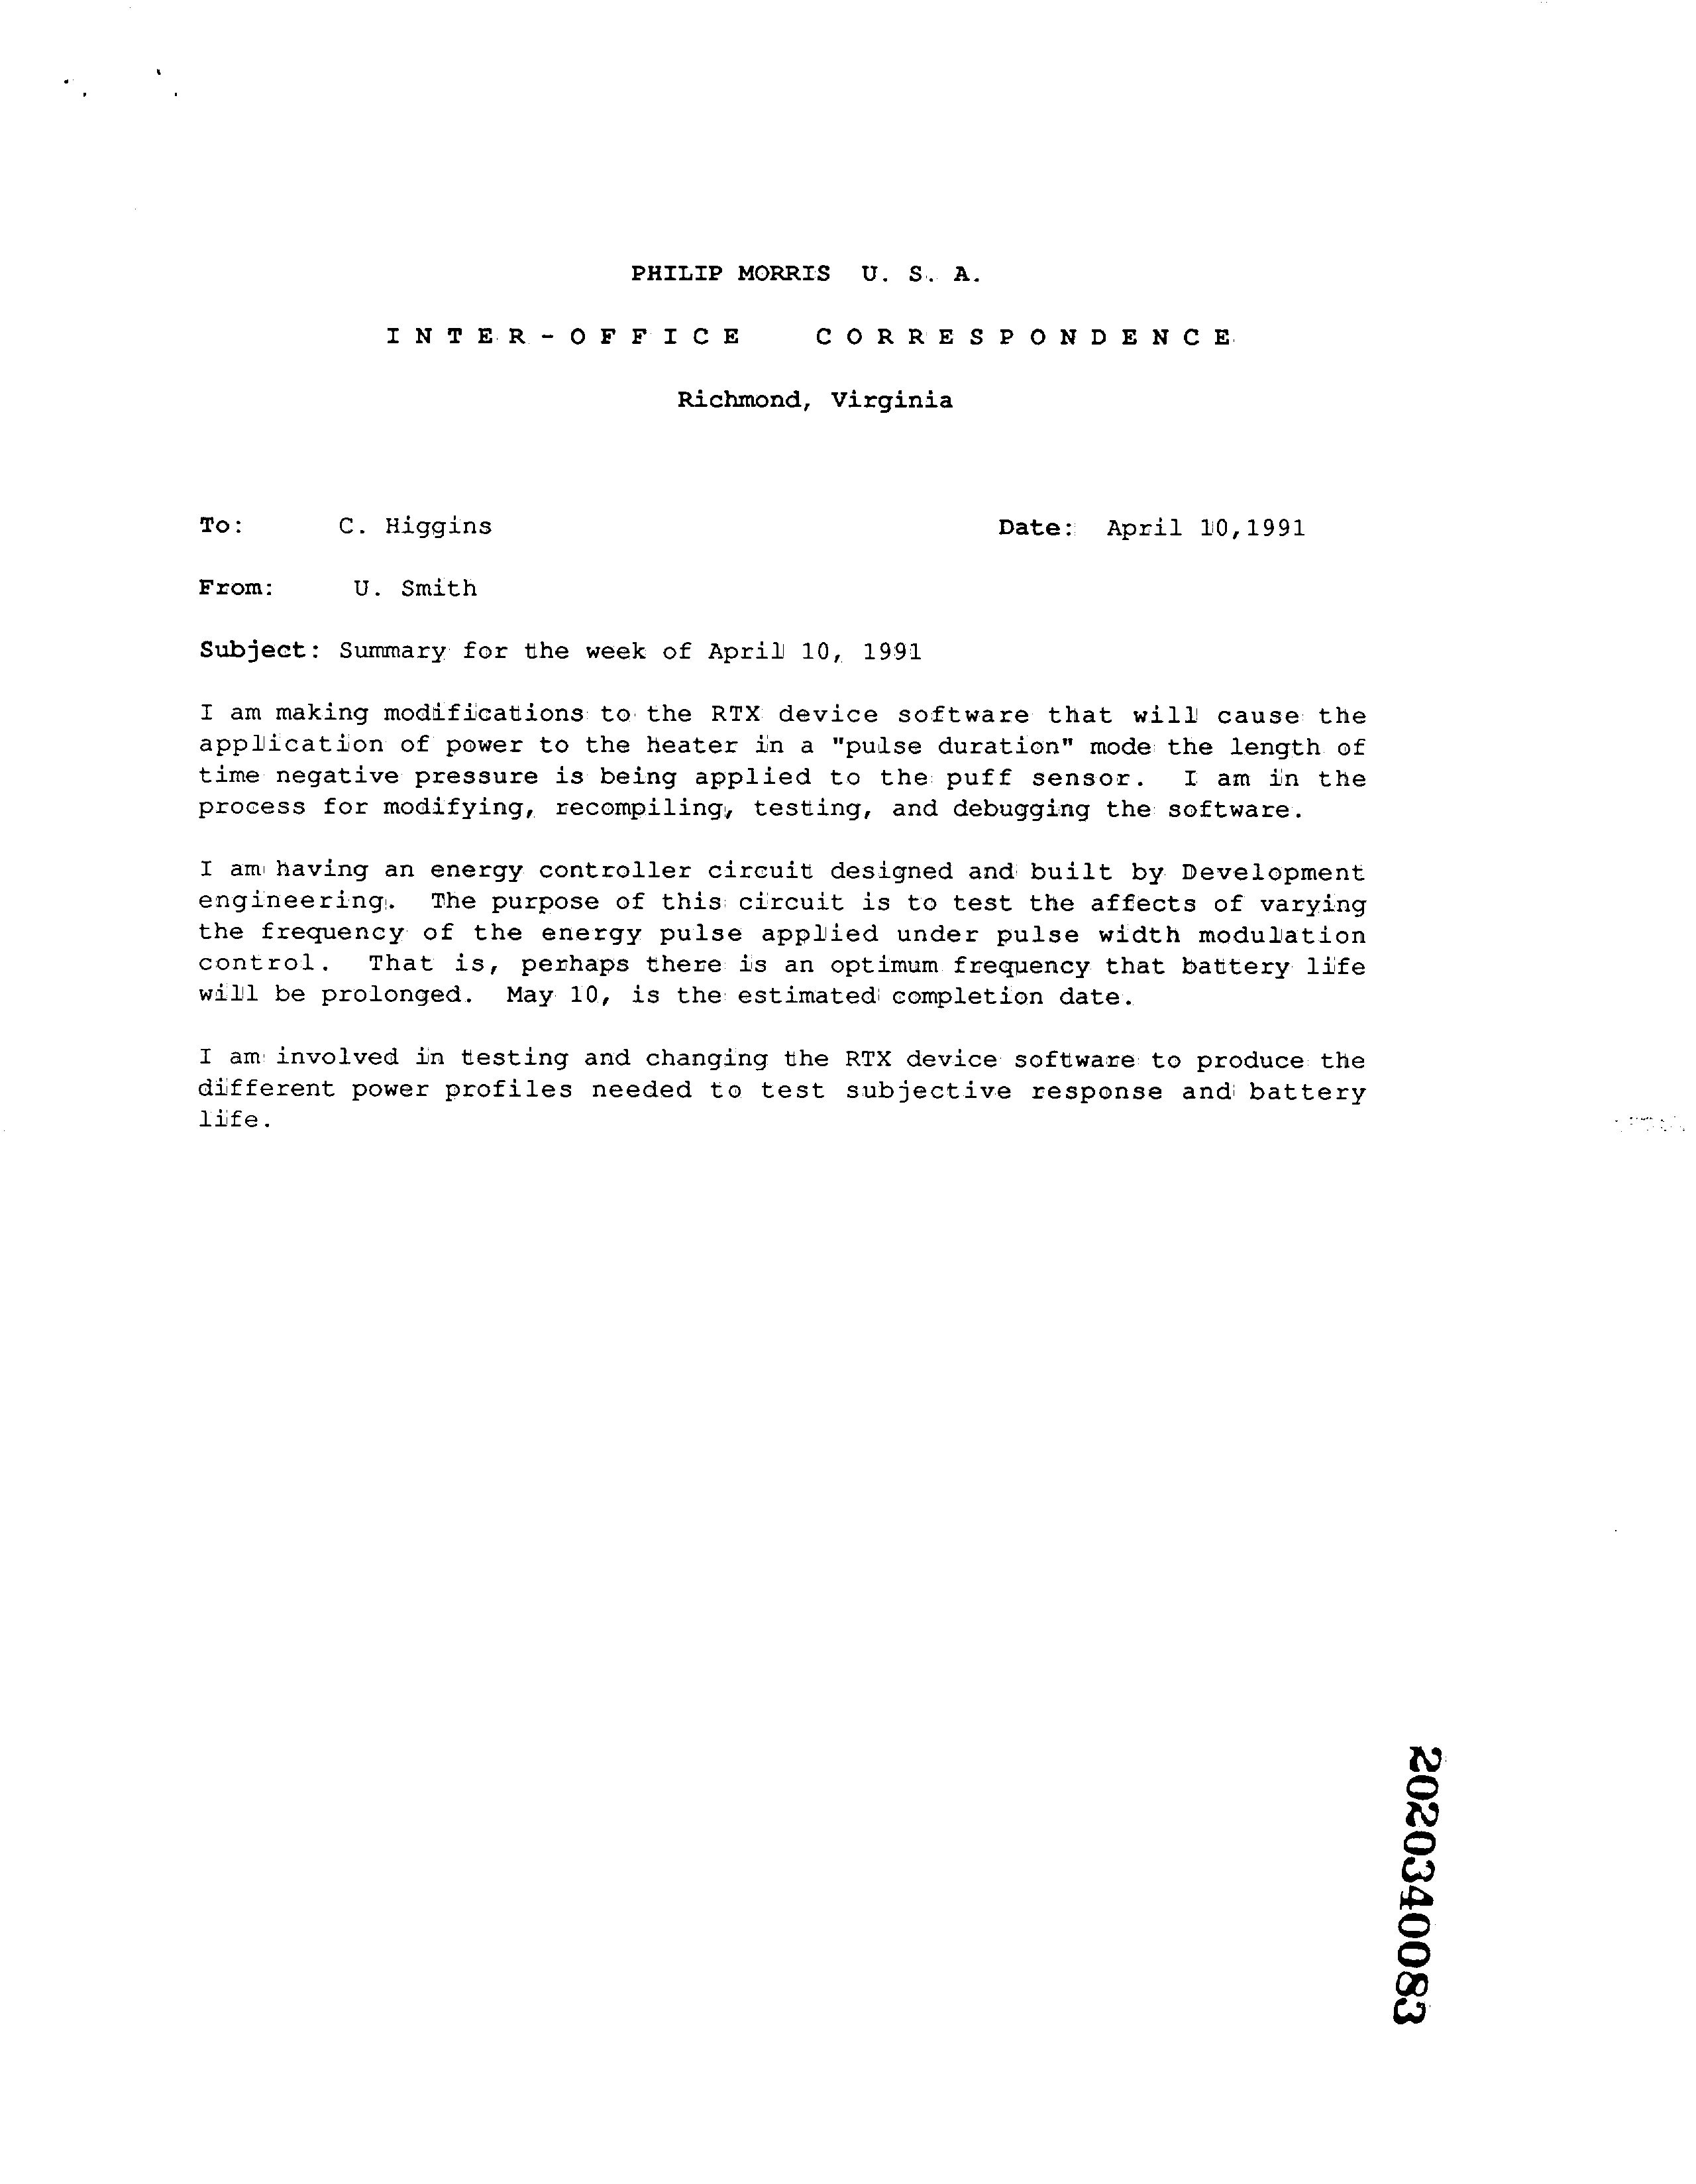 PHILIP MORRIS U. S. A.
INTER-OFFICE CORRESPONDENCE
Richmond, Virginia
To: C. Higgins Date: April 10,1991
From: U. Smith
Subject: Summary for the week of April 10, 1991
I am making modifications to the RTX device software that will cause the
application of power to the heater in a "pulse duration" mode the length of
time negative pressure is being applied to the puff sensor. I am in the
process for modifying, recompiling, testing, and debugging the software.
I am having an energy controller circuit designed and built by Development
engineering. The purpose of this circuit is to test the affects of varying
the frequency of the energy pulse applied under pulse width modulation
control. That is, perhaps there is an optimum frequency that battery life
will be prolonged. May 10, is the estimated completion date.
I am involved in testing and changing the RTX device software to produce the
different power profiles needed to test subjective response and battery
life.
2020340083